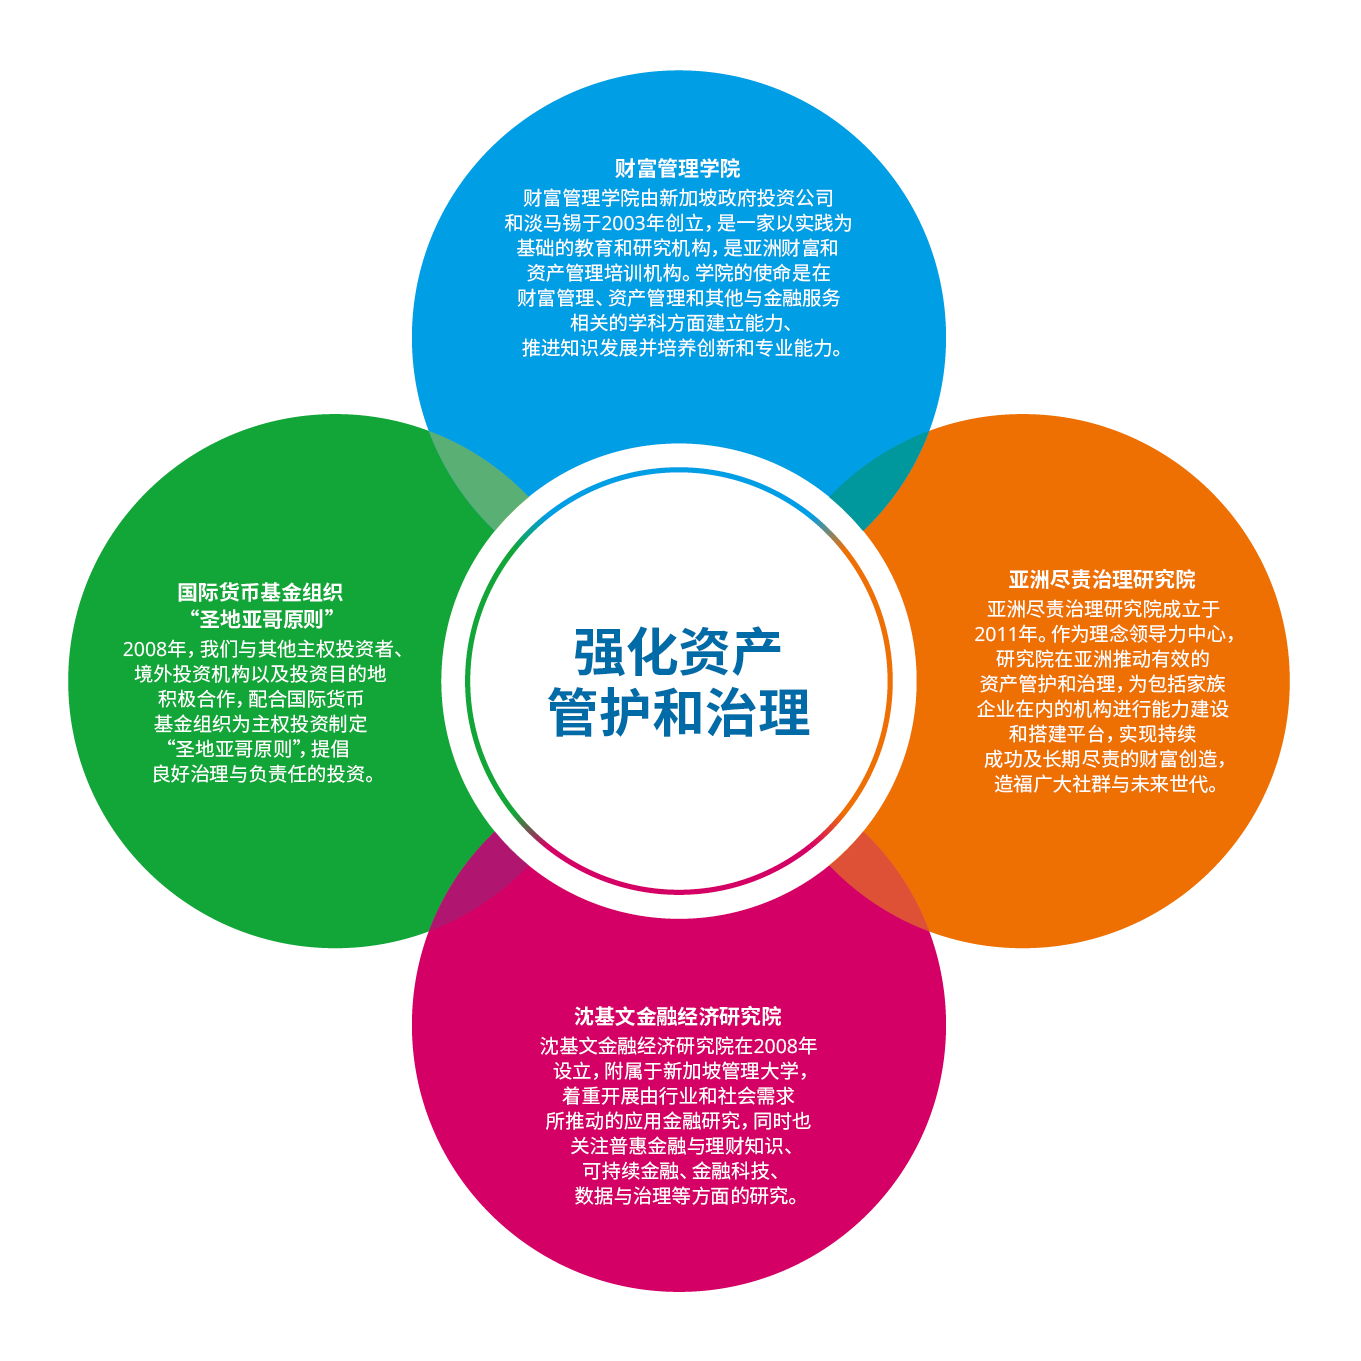 财富管理学院
财富管理学院由新加坡政府投资公司
和淡马锡于2003年创立，是一家以实践为
基础的教育和研究机构，是亚洲财富和
资产管理培训机构。学院的使命是在
财富管理、资产管理和其他与金融服务
相关的学科方面建立能力、
推进知识发展并培养创新和专业能力。
国际货币基金组织
“圣地亚哥原则”
2008年，我们与其他主权投资者、
境外投资机构以及投资目的地
积极合作，配合国际货币
基金组织为主权投资制定
“圣地亚哥原则”，提倡
良好治理与负责任的投资。
强化资产
管护和治理
亚洲尽责治理研究院
亚洲尽责治理研究院成立于
2011年。作为理念领导力中心，
研究院在亚洲推动有效的
资产管护和治理，为包括家族
企业在内的机构进行能力建设
和搭建平台，实现持续
成功及长期尽责的财富创造，
造福广大社群与未来世代。
沈基文金融经济研究院
沈基文金融经济研究院在2008年
设立，附属于新加坡管理大学，
着重开展由行业和社会需求
所推动的应用金融研究，同时也
关注普惠金融与理财知识、
可持续金融、金融科技、
数据与治理等方面的研究。